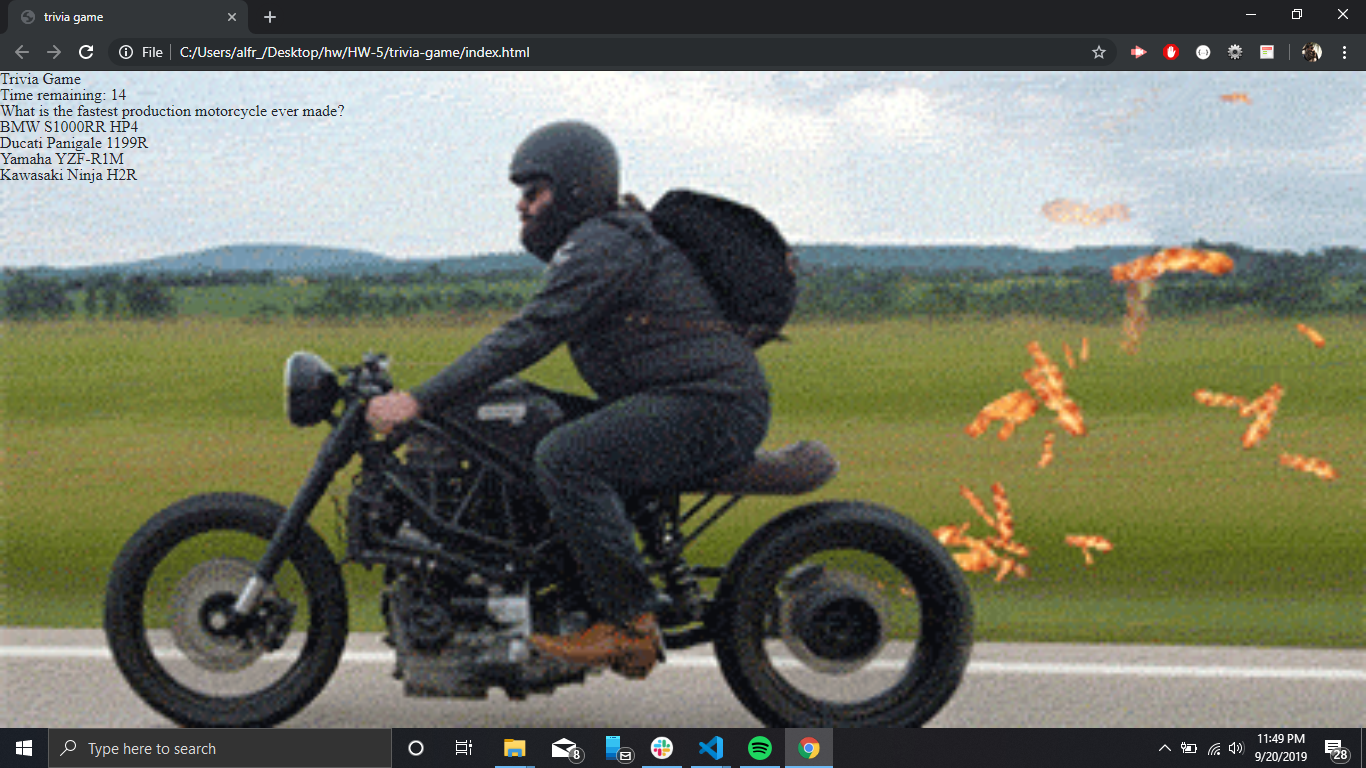 trivia game
File
C:/Users/alfr_/Desktop/hw/HW-5/trivia-game/index.html
Trivia Game
Time remaining: 14
What is the fastest production motorcycle ever made?
BMW S1000RR HP4
Ducati Panigale 1199R
Yamaha YZF-R1M
Kawasaki Ninja H2R
Type here to search
8
11:49 PM
9/20/2019
28